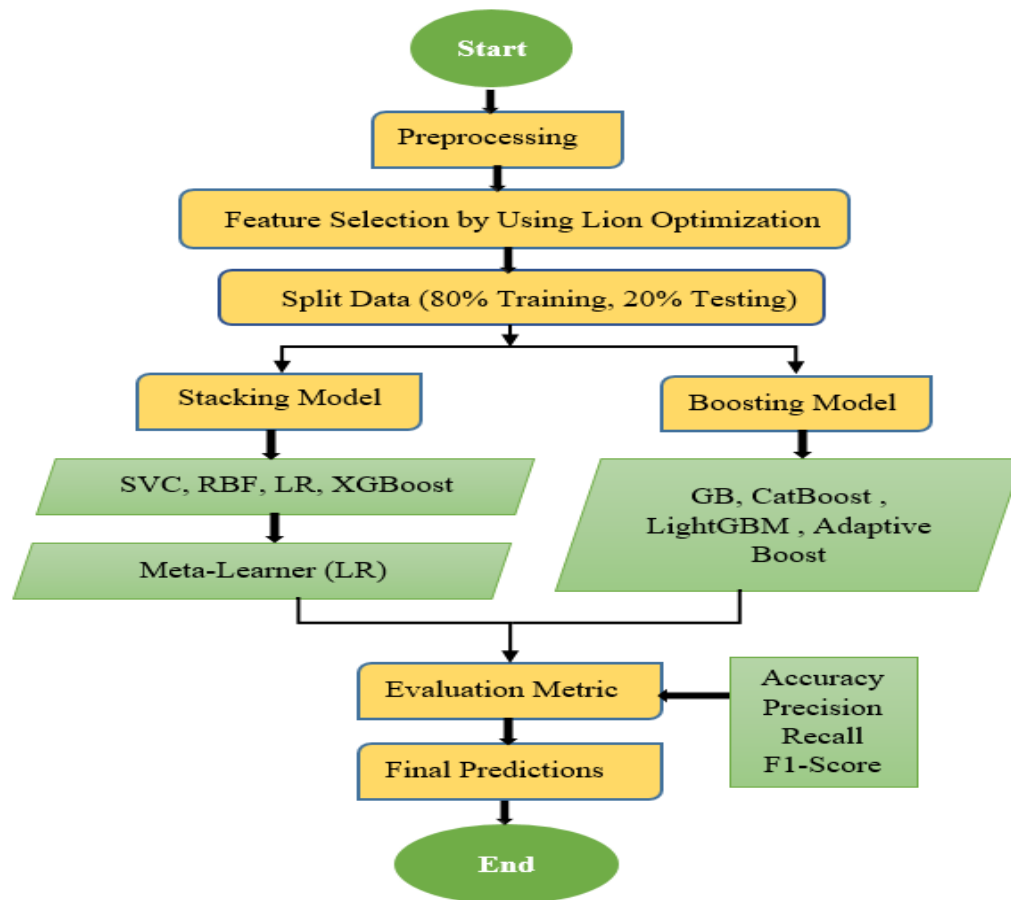 Start
Preprocessing
Feature Selection by Using Lion Optimization
Split Data (80% Training, 20% Testing)
Stacking Model
Boosting Model
SVC, RBF, LR, XGBoost
GB, CatBoost ,
LightGBM , Adaptive
Boost
Meta-Learner (LR)
Evaluation Metric
Accuracy
Precision
Recall
F1-Score
Final Predictions
End